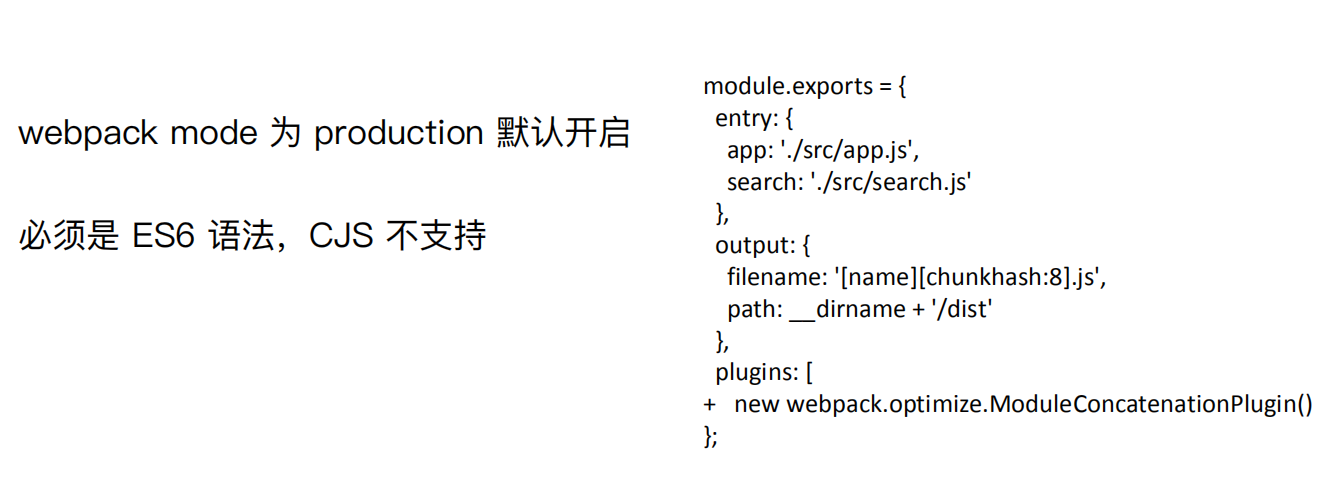 webpack mode 为 production 默认开启
必须是 ES6 语法，CJS 不支持
module.exports = {
  entry: {
    app: './src/app.js',
    search: './src/search.js'
  },
  output: {
    filename: '[name][chunkhash:8].js',
    path: __dirname + '/dist'
  },
  plugins: [
+   new webpack.optimize.ModuleConcatenationPlugin()
};